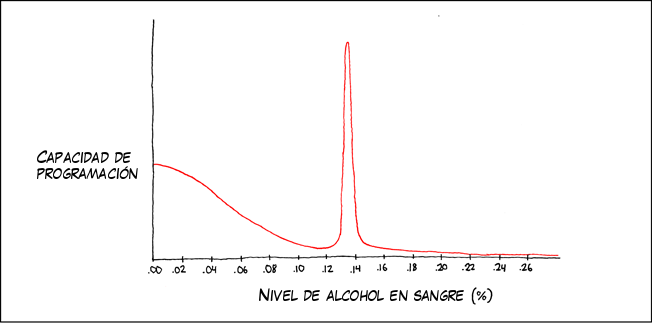 CAPACIDAD DE
PROGRAMACIÓN
.00 .02 .04 .06 .08 .10 .12 .14 .16 .18 .20 .22 .24 .26
NIVEL DE ALCOHOL EN SANGRE (%)